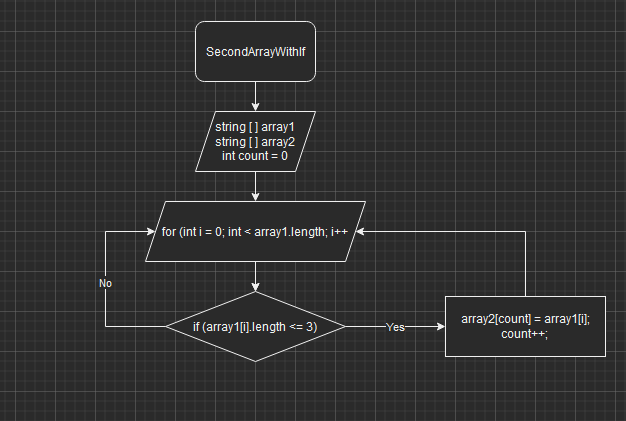 SecondArrayWithIf
string [ ] array1
string [ ] array2
int count = 0
for (int i = 0; int < array1.length; i++
No
if (array1[i].length <= 3)
Yes
array2[count] = array1[i];
count++;